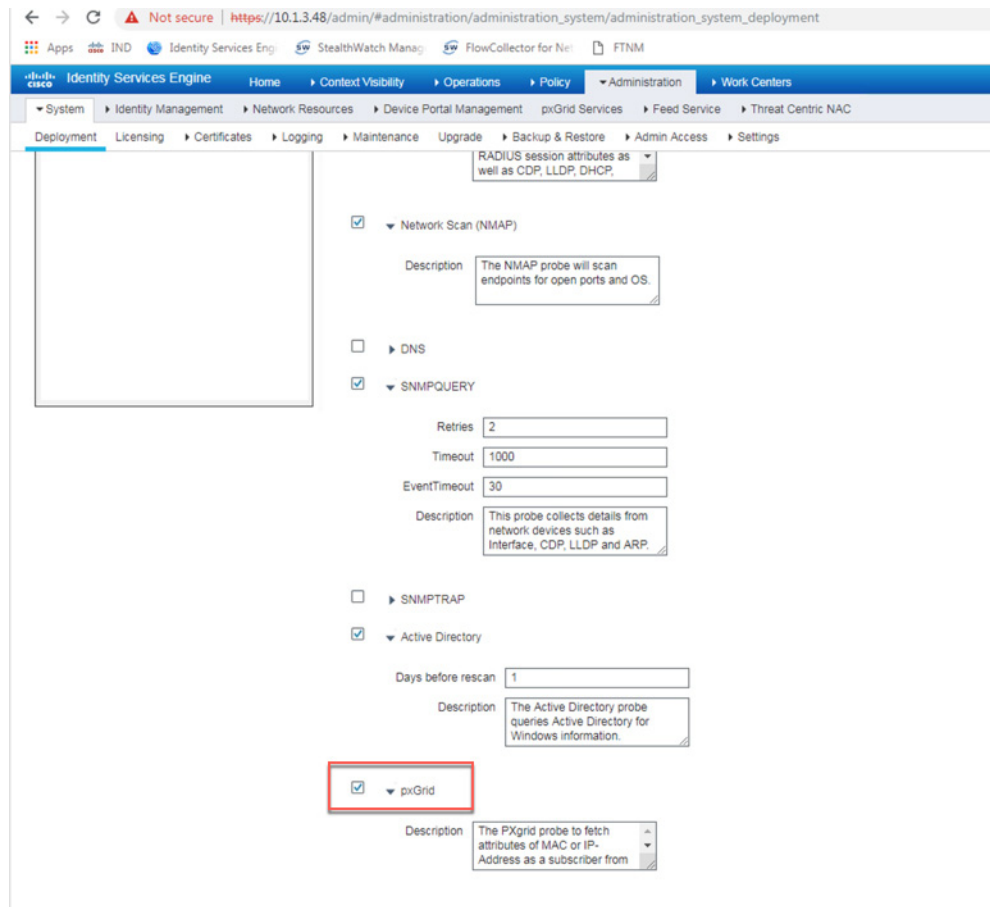 Not secure | https://10.1.3.48/admin/#administration/administration_system/administration_system_deployment
Apps IND Identity Services Eng StealthWatch Manag FlowCollector for Net FTNM
cisco Identity Services Engine Home Context Visibility Operations Policy Administration Work Centers
System Identity Management Network Resources Device Portal Management pxGrid Services Feed Service Threat Centric NAC
Deployment Licensing Certificates Logging Maintenance Upgrade Backup & Restore Admin Access Settings
RADIUS session attributes as
well as CDP, LLDP, DHCP,
Network Scan (NMAP)
Description The NMAP probe will scan
endpoints for open ports and OS.
DNS
SNMPQUERY
Retries 2
Timeout 1000
EventTimeout 30
Description This probe collects details from
network devices such as
Interface, CDP, LLDP and ARP.
SNMPTRAP
Active Directory
Days before rescan 1
Description The Active Directory probe
queries Active Directory for
Windows information.
pxGrid
Description The PXgrid probe to fetch
attributes of MAC or IP-
Address as a subscriber from